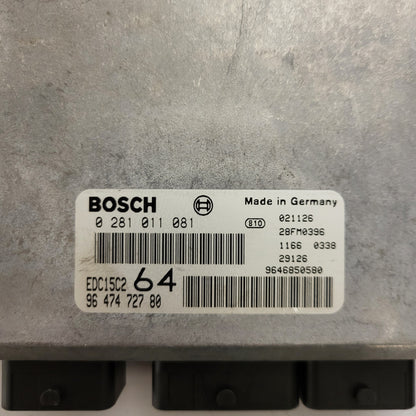 BOSCH Made in Germany
0 281 011 081 810 021126
28FM0396
1166 0338
29126
EDC15C2 64 9646850580
96 474 727 80